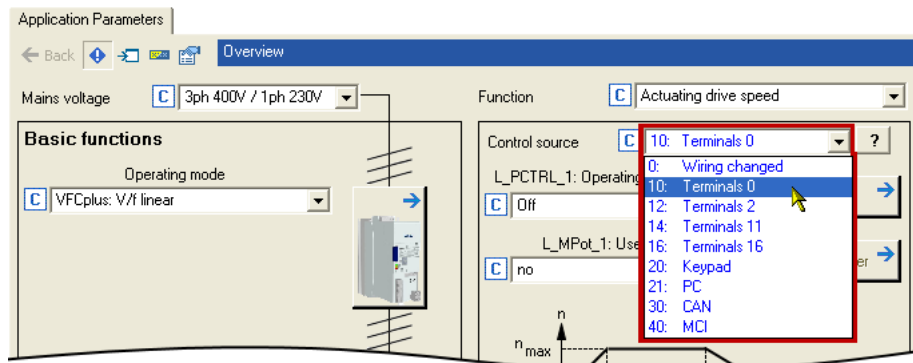 Application Parameters
Back
Overview
Mains voltage
C 3ph 400V / 1ph 230V
Function
C Actuating drive speed
Basic functions
Operating mode
C VFCplus: V/f linear
Control source
C 10: Terminals 0
?
0: Wiring changed
10: Terminals 0
12: Terminals 2
14: Terminals 11
16: Terminals 16
20: Keypad
21: PC
30: CAN
40: MCI
L_PCTRL_1: Operating
C Off
L_MPot_1: Use
C no
er
n
n max